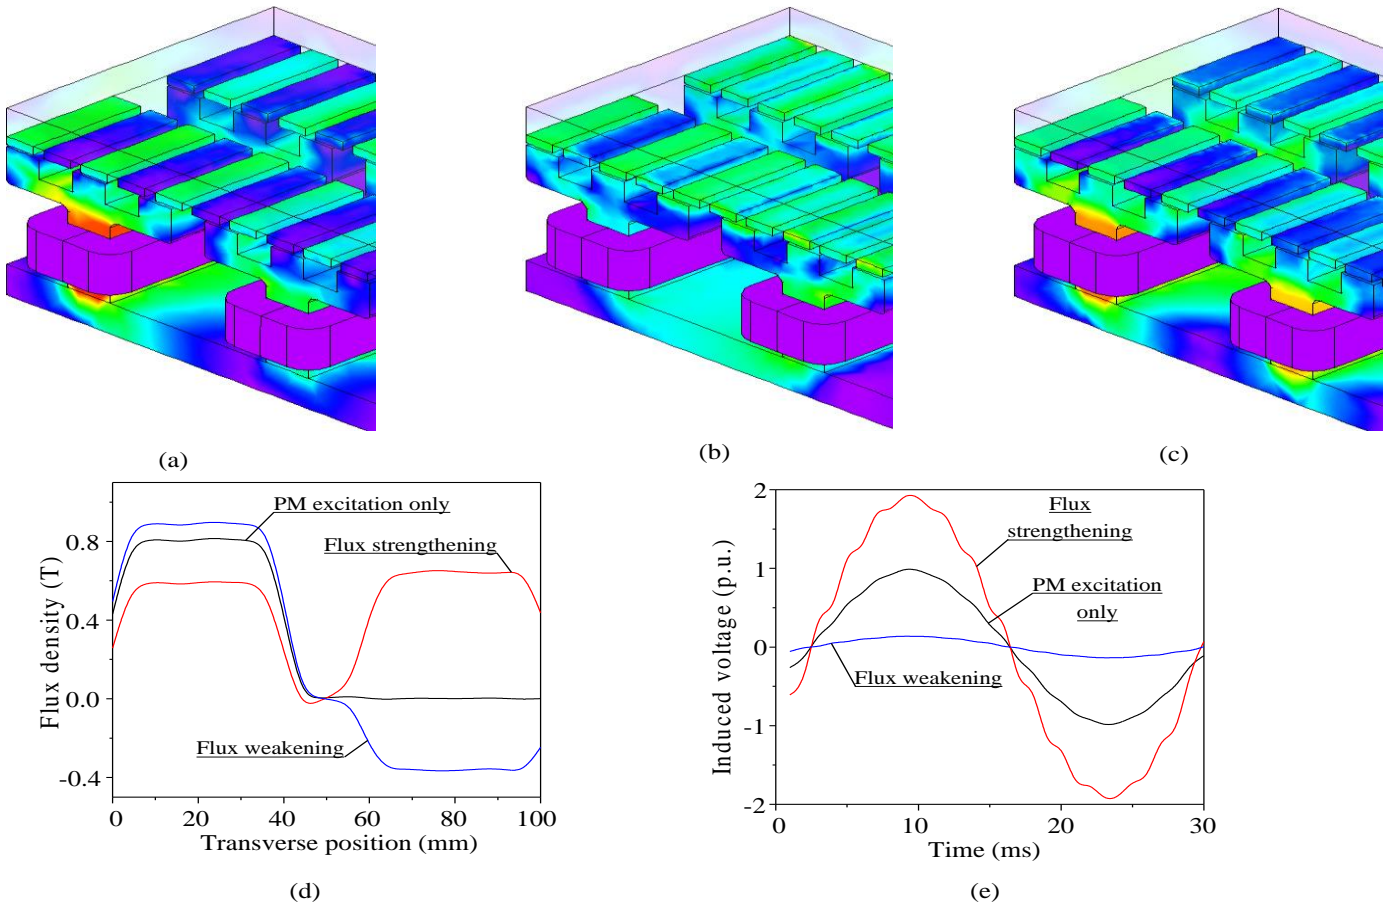 (a)
(b)
(c)
PM excitation only
Flux strengthening
Flux weakening
0.8
0.4
0.0
-0.4
Flux density (T)
0
20
40
60
80
100
Transverse position (mm)
(d)
Flux
strengthening
PM excitation
only
Flux weakening
2
1
0
-1
-2
Induced voltage (p.u.)
0
10
20
30
Time (ms)
(e)